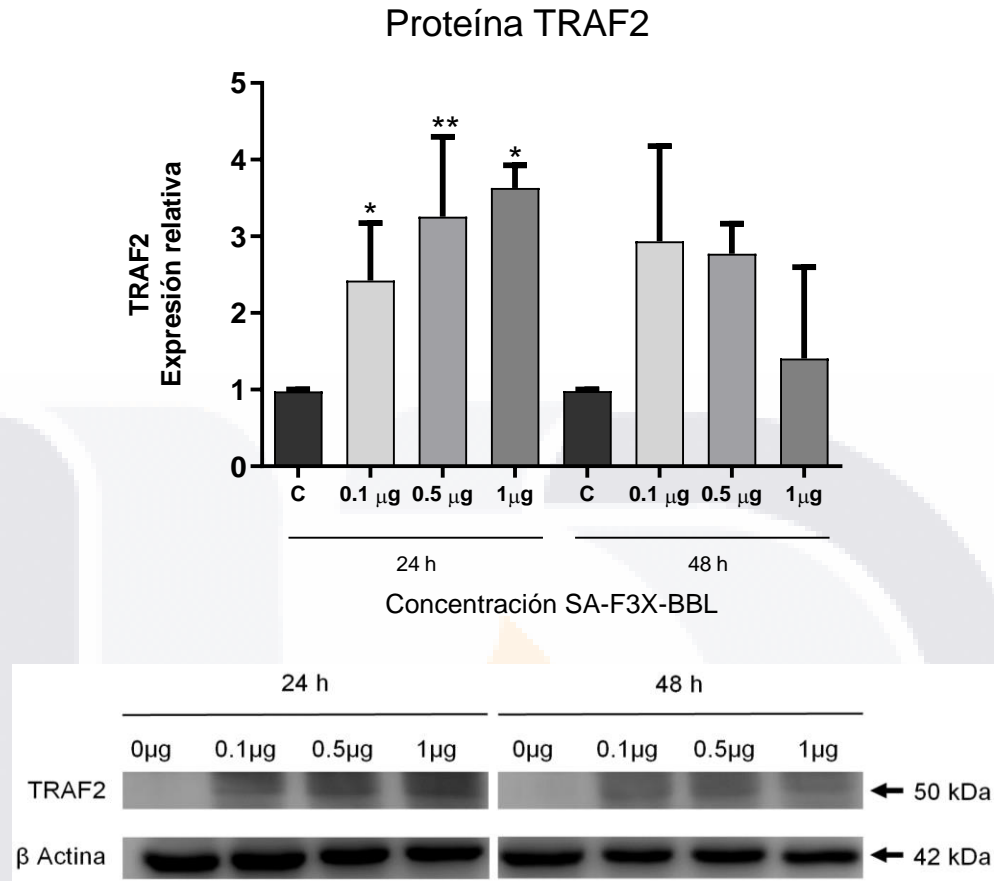 Proteína TRAF2
TRAF2
Expresión relativa
5
4
3
2
1
0
*
**
*
C 0.1 μg 0.5 μg 1μg C 0.1 μg 0.5 μg 1μg
24 h 48 h
Concentración SA-F3X-BBL
24 h 48 h
0μg 0.1μg 0.5μg 1μg 0μg 0.1μg 0.5μg 1μg
TRAF2 50 kDa
β Actina 42 kDa